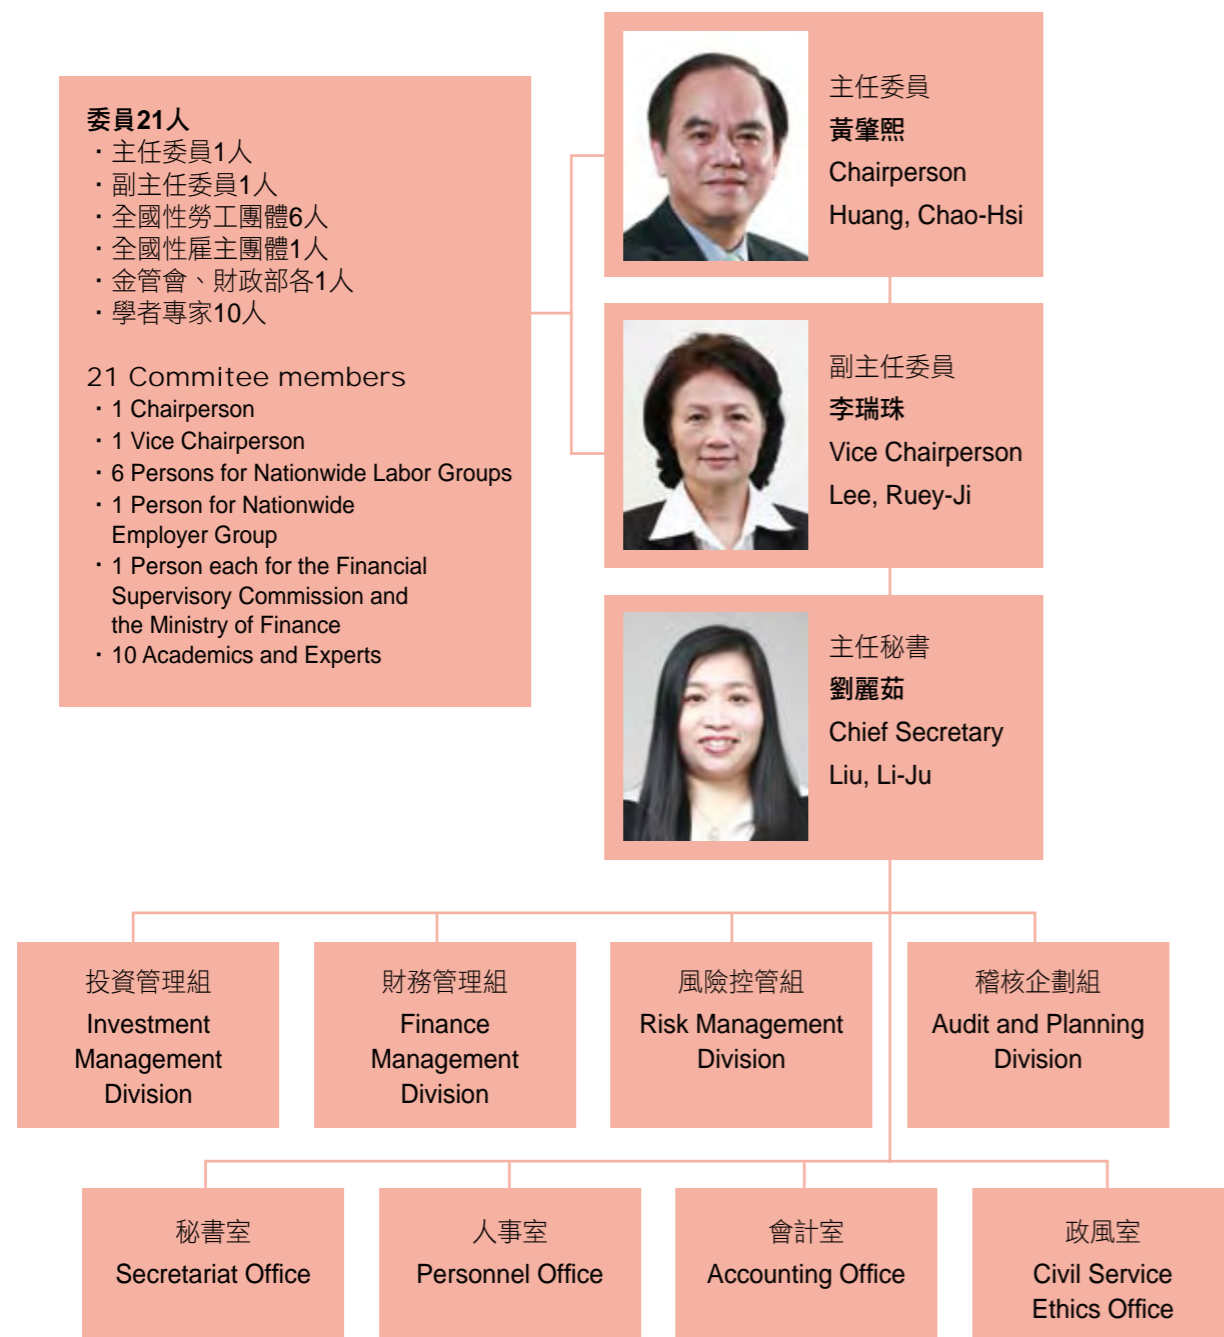 委員21人
・主任委員1人
・副主任委員1人
・全國性勞工團體6人
・全國性雇主團體1人
・金管會、財政部各1人
・學者專家10人
21 Commitee members
・1 Chairperson
・1 Vice Chairperson
・6 Persons for Nationwide Labor Groups
・1 Person for Nationwide
Employer Group
・1 Person each for the Financial
Supervisory Commission and
the Ministry of Finance
・10 Academics and Experts
主任委員
黃肇熙
Chairperson
Huang, Chao-Hsi
副主任委員
李瑞珠
Vice Chairperson
Lee, Ruey-Ji
主任秘書
劉麗茹
Chief Secretary
Liu, Li-Ju
投資管理組
Investment
Management
Division
財務管理組
Finance
Management
Division
風險控管組
Risk Management
Division
稽核企劃組
Audit and Planning
Division
秘書室
Secretariat Office
人事室
Personnel Office
會計室
Accounting Office
政風室
Civil Service
Ethics Office